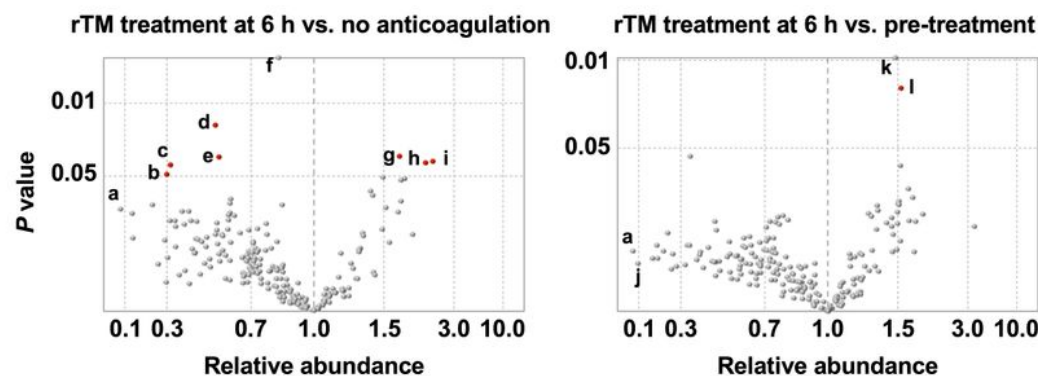 rTM treatment at 6 h vs. no anticoagulation
f
0.01
d
c
e
b
g
h
i
0.05
a
P value
0.1 0.3 0.7 1.0 1.5 3.0 10.0
Relative abundance
rTM treatment at 6 h vs. pre-treatment
0.01
k
l
0.05
a
j
0.1 0.3 0.7 1.0 1.5 3.0 10.0
Relative abundance